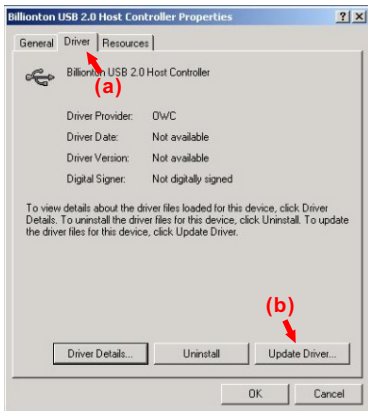 Billionton USB 2.0 Host Controller Properties ? X
General Driver Resources
Billionton USB 2.0 Host Controller
(a)
Driver Provider: OWC
Driver Date: Not available
Driver Version: Not available
Digital Signer: Not digitally signed
To view details about the driver files loaded for this device, click Driver
Details. To uninstall the driver files for this device, click Uninstall. To update
the driver files for this device, click Update Driver.
(b)
Driver Details... Uninstall Update Driver...
OK Cancel